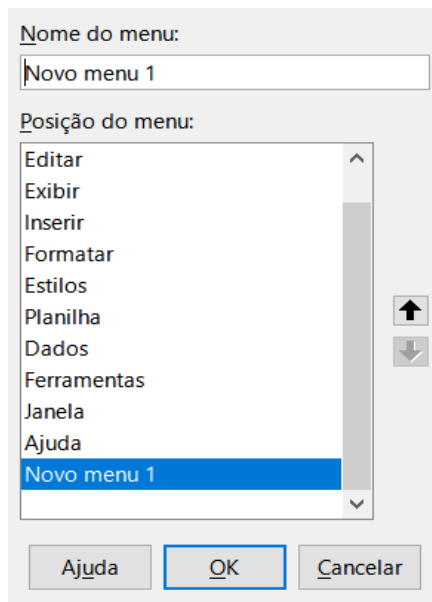 Nome do menu:
Novo menu 1
Posição do menu:
Editar
Exibir
Inserir
Formatar
Estilos
Planilha
Dados
Ferramentas
Janela
Ajuda
Novo menu 1
Ajuda OK Cancelar